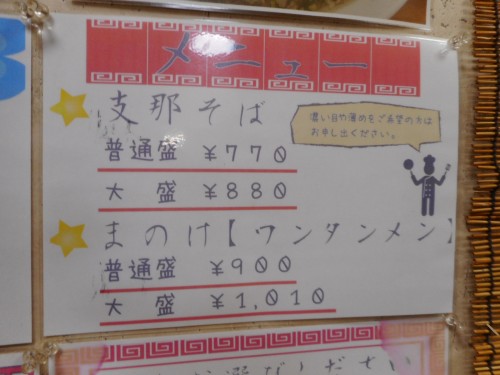 メニュー
支那そば
濃い目や薄めをご希望の方は
お申し出ください。
普通盛 ¥770
大 盛 ¥880
まのけ【ワンタンメン】
普通盛 ¥900
大 盛 ¥1,010